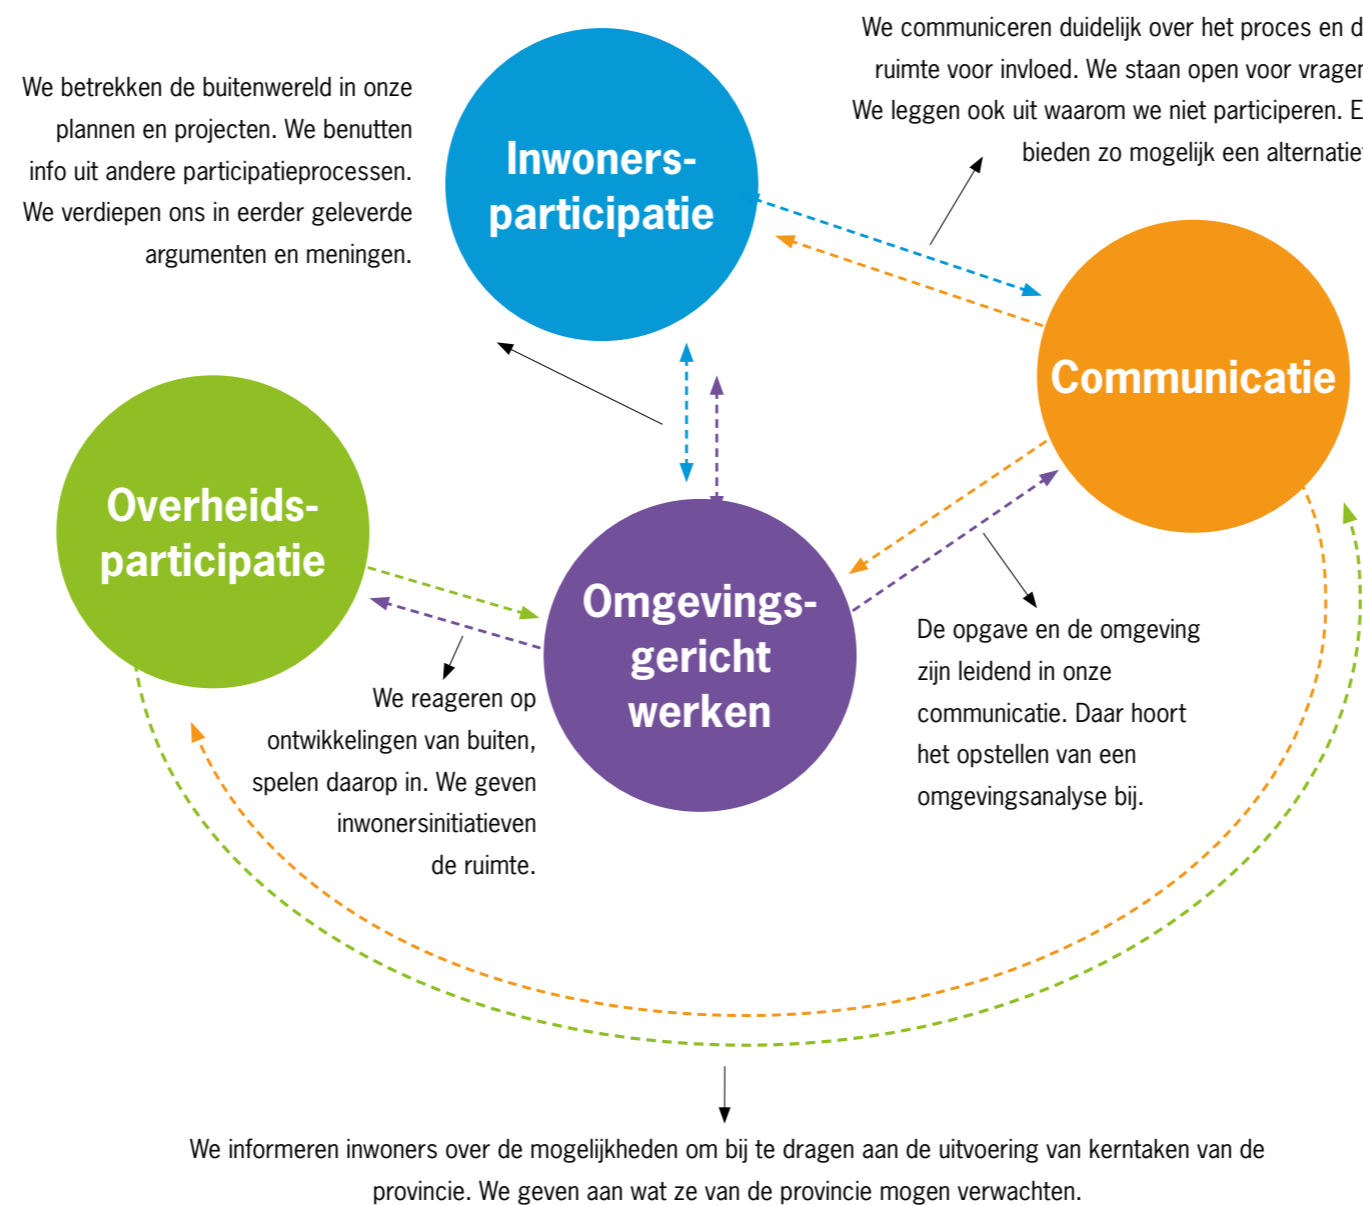 We betrekken de buitenwereld in onze
plannen en projecten. We benutten
info uit andere participatieprocessen.
We verdiepen ons in eerder geleverde
argumenten en meningen.
Inwoners-
participatie
We communiceren duidelijk over het proces en
ruimte voor invloed. We staan open voor
We leggen ook uit waarom we niet participeren.
bieden zo mogelijk een
Communicatie
Overheids-
participatie
Omgevings-
gericht
werken
We reageren op
ontwikkelingen van buiten,
spelen daarop in. We geven
inwonersinitiatieven
de ruimte.
De opgave en de omgeving
zijn leidend in onze
communicatie. Daar hoort
het opstellen van een
omgevingsanalyse bij.
We informeren inwoners over de mogelijkheden om bij te dragen aan de uitvoering van kerntaken van de
provincie. We geven aan wat ze van de provincie mogen verwachten.